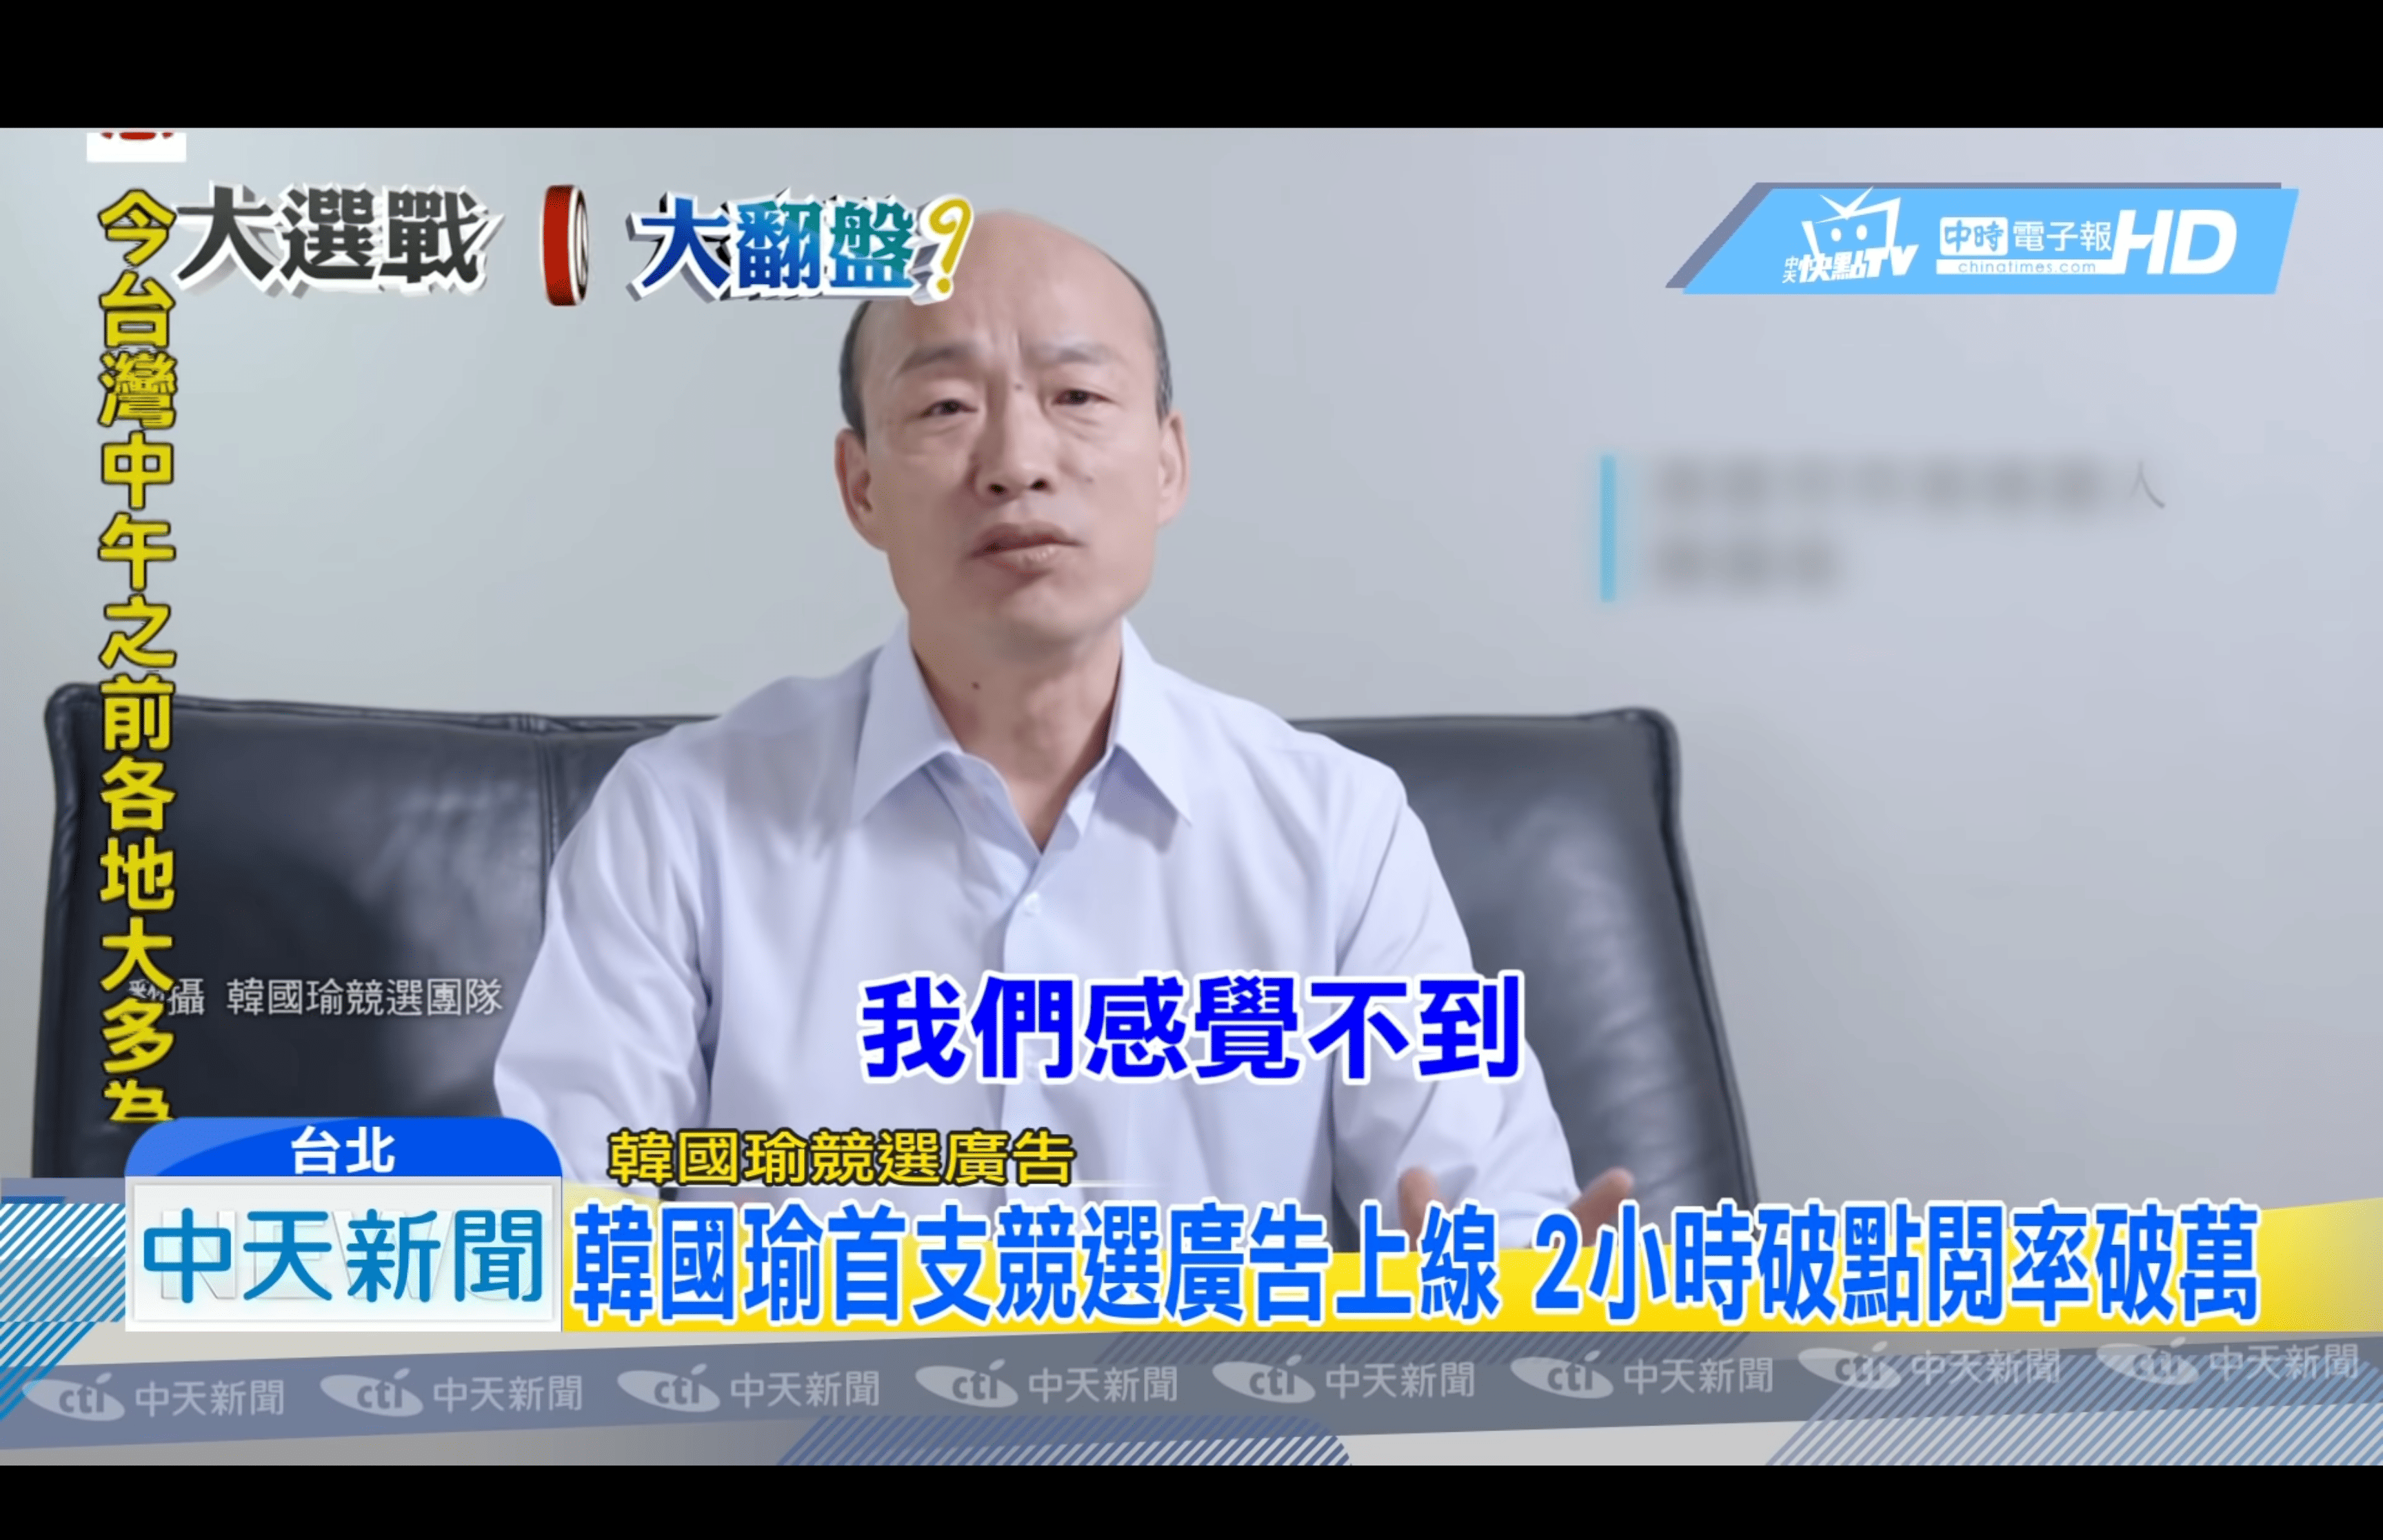 大選戰 大翻盤?
中天快點TV 中時電子報 HD
chinatimes.com
今台灣中午之前各地大多為
人
翻攝 韓國瑜競選團隊
我們感覺不到
台北
韓國瑜競選廣告
中天新聞
韓國瑜首支競選廣告上線 2小時破點閱率破萬
cti 中天新聞 cti 中天新聞 cti 中天新聞 cti 中天新聞 cti 中天新聞 cti 中天新聞 cti 中天新聞 cti 中天新聞